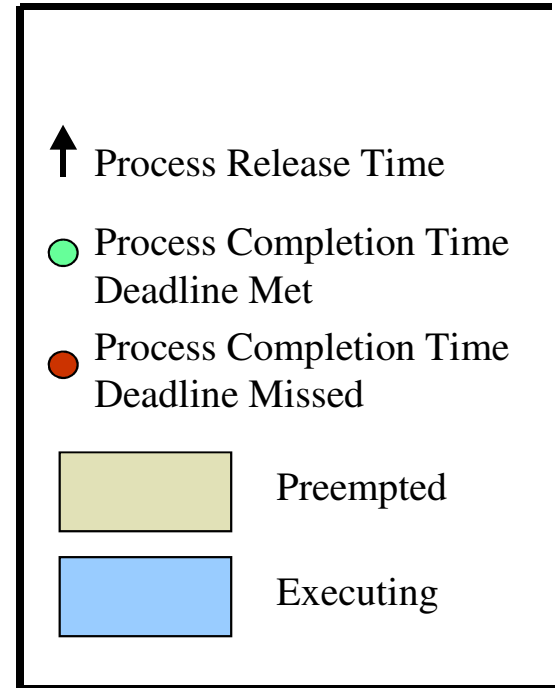 Process Release Time
Process Completion Time
Deadline Met
Process Completion Time
Deadline Missed
Preempted
Executing